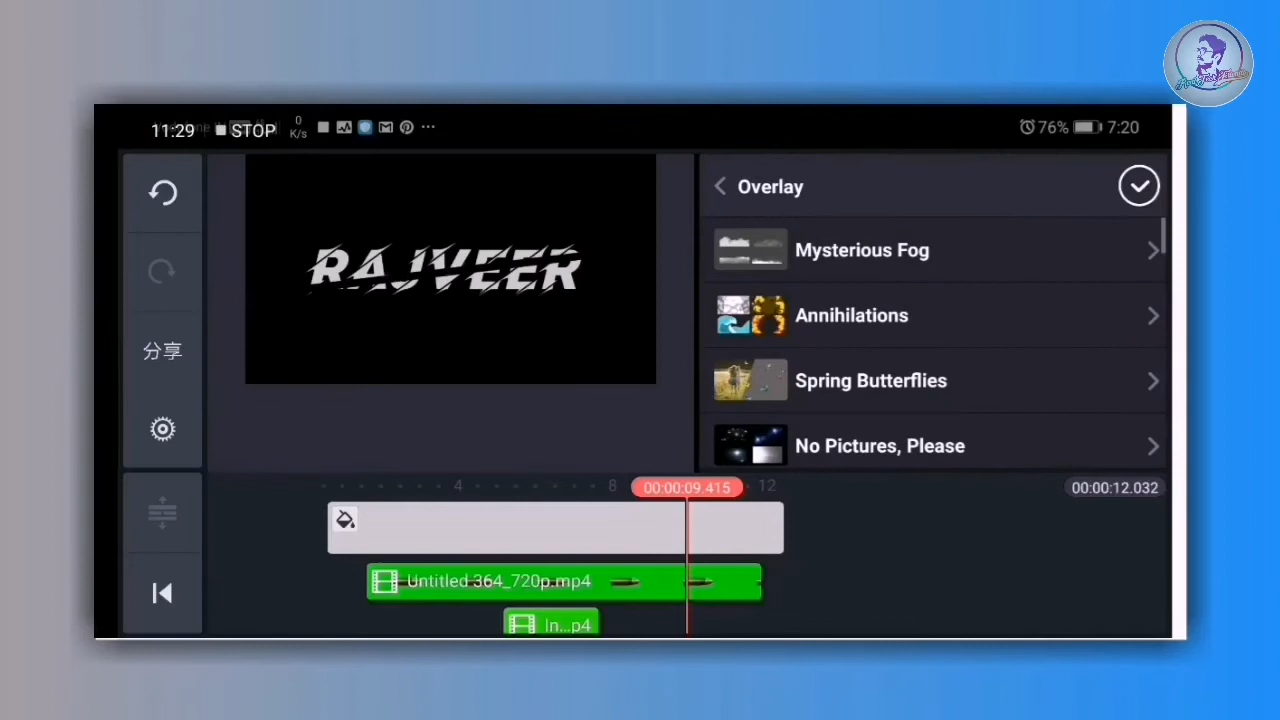 11:29 STOP 0 K/s ... 76% 7:20
RAJVEER
Overlay
Mysterious Fog
Annihilations
Spring Butterflies
No Pictures, Please
分享
4 8 00:00:09.415 12 00:00:12.032
Untitled 364_720p.mp4
In...p4